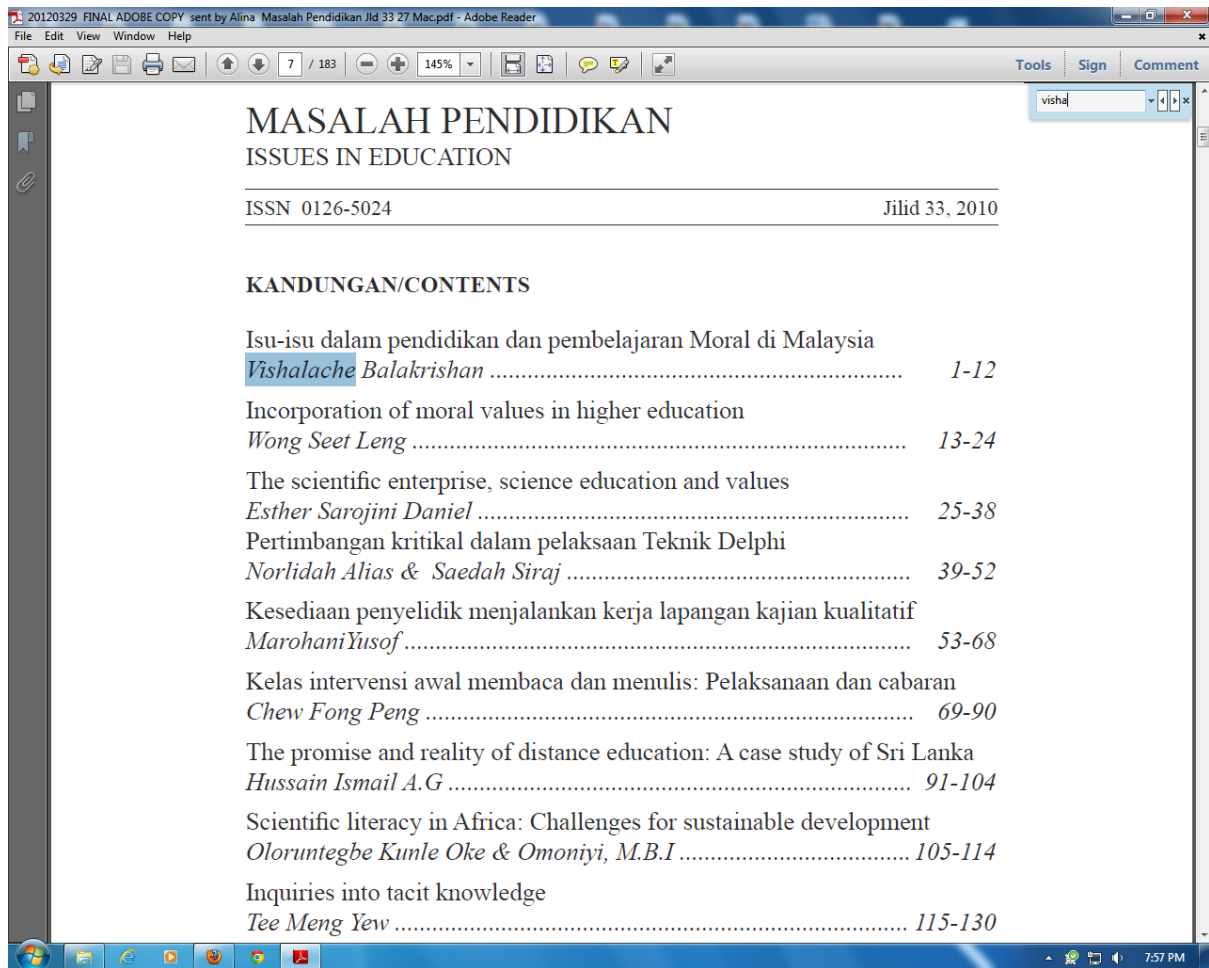 20120329 FINAL ADOBE COPY sent by Alina Masalah Pendidikan Jld 33 27 Mac.pdf - Adobe Reader
File Edit View Window Help
7 / 183 145% Tools Sign Comment
visha
MASALAH PENDIDIKAN
ISSUES IN EDUCATION
ISSN 0126-5024 Jilid 33, 2010
KANDUNGAN/CONTENTS
Isu-isu dalam pendidikan dan pembelajaran Moral di Malaysia
Vishalache Balakrishan ............................................................ 1-12
Incorporation of moral values in higher education
Wong Seet Leng ....................................................................... 13-24
The scientific enterprise, science education and values
Esther Sarojini Daniel .............................................................. 25-38
Pertimbangan kritikal dalam pelaksaan Teknik Delphi
Norlidah Alias & Saedah Siraj .................................................. 39-52
Kesediaan penyelidik menjalankan kerja lapangan kajian kualitatif
MarohaniYusof ......................................................................... 53-68
Kelas intervensi awal membaca dan menulis: Pelaksanaan dan cabaran
Chew Fong Peng ...................................................................... 69-90
The promise and reality of distance education: A case study of Sri Lanka
Hussain Ismail A.G ................................................................... 91-104
Scientific literacy in Africa: Challenges for sustainable development
Oloruntegbe Kunle Oke & Omoniyi, M.B.I .................................. 105-114
Inquiries into tacit knowledge
Tee Meng Yew .......................................................................... 115-130
7:57 PM